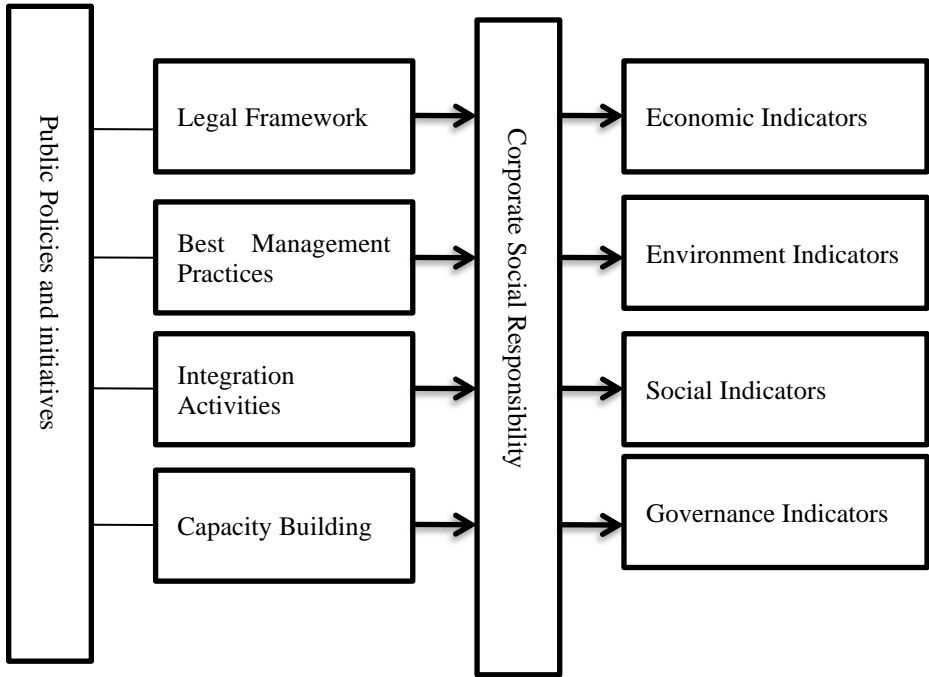 Public Policies and initiatives
Legal Framework
Best Management
Practices
Integration
Activities
Capacity Building
Corporate Social Responsibility
Economic Indicators
Environment Indicators
Social Indicators
Governance Indicators